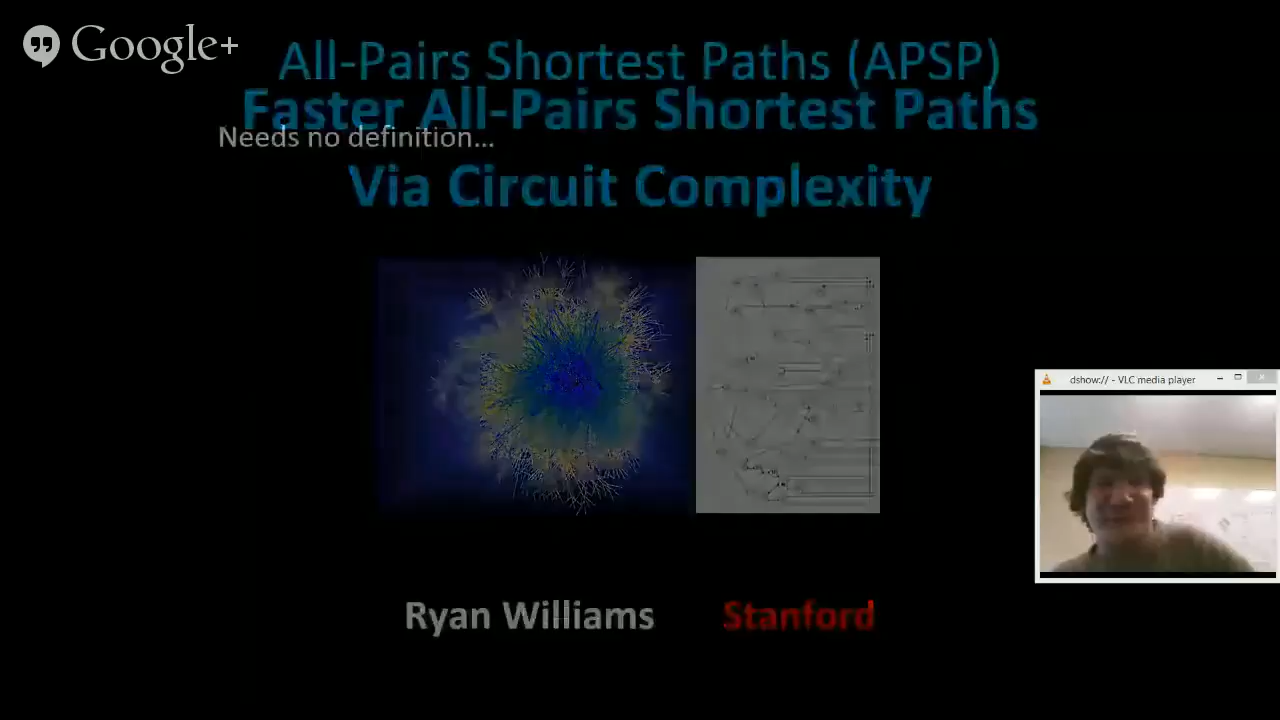 Google+
All-Pairs Shortest Paths (APSP)
Faster All-Pairs Shortest Paths
Needs no definition...
Via Circuit Complexity
dshow:// - VLC media player
Ryan Williams
Stanford